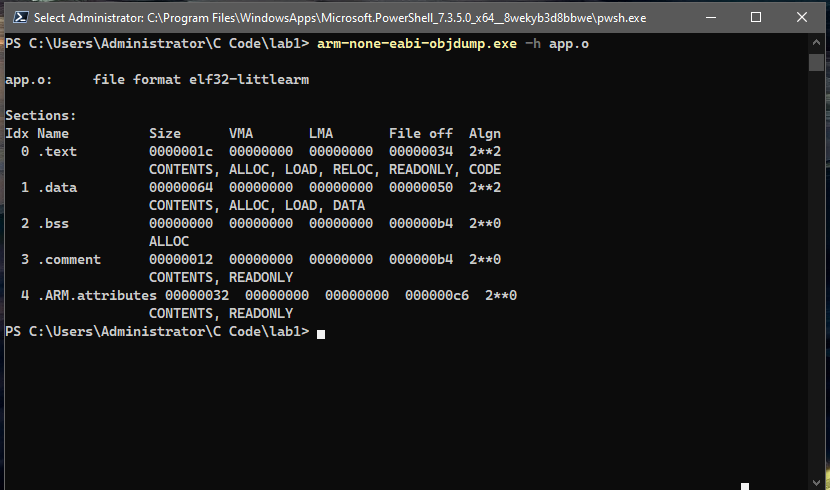 Select Administrator: C:\Program Files\WindowsApps\Microsoft.PowerShell_7.3.5.0_x64__8wekyb3d8bbwe\pwsh.exe
PS C:\Users\Administrator\C Code\lab1> arm-none-eabi-objdump.exe -h app.o
app.o:     file format elf32-littlearm
Sections:
Idx Name          Size      VMA       LMA       File off  Algn
  0 .text         0000001c  00000000  00000000  00000034  2**2
                  CONTENTS, ALLOC, LOAD, RELOC, READONLY, CODE
  1 .data         00000064  00000000  00000000  00000050  2**2
                  CONTENTS, ALLOC, LOAD, DATA
  2 .bss          00000000  00000000  00000000  000000b4  2**0
                  ALLOC
  3 .comment      00000012  00000000  00000000  000000b4  2**0
                  CONTENTS, READONLY
  4 .ARM.attributes 00000032  00000000  00000000  000000c6  2**0
                  CONTENTS, READONLY
PS C:\Users\Administrator\C Code\lab1>